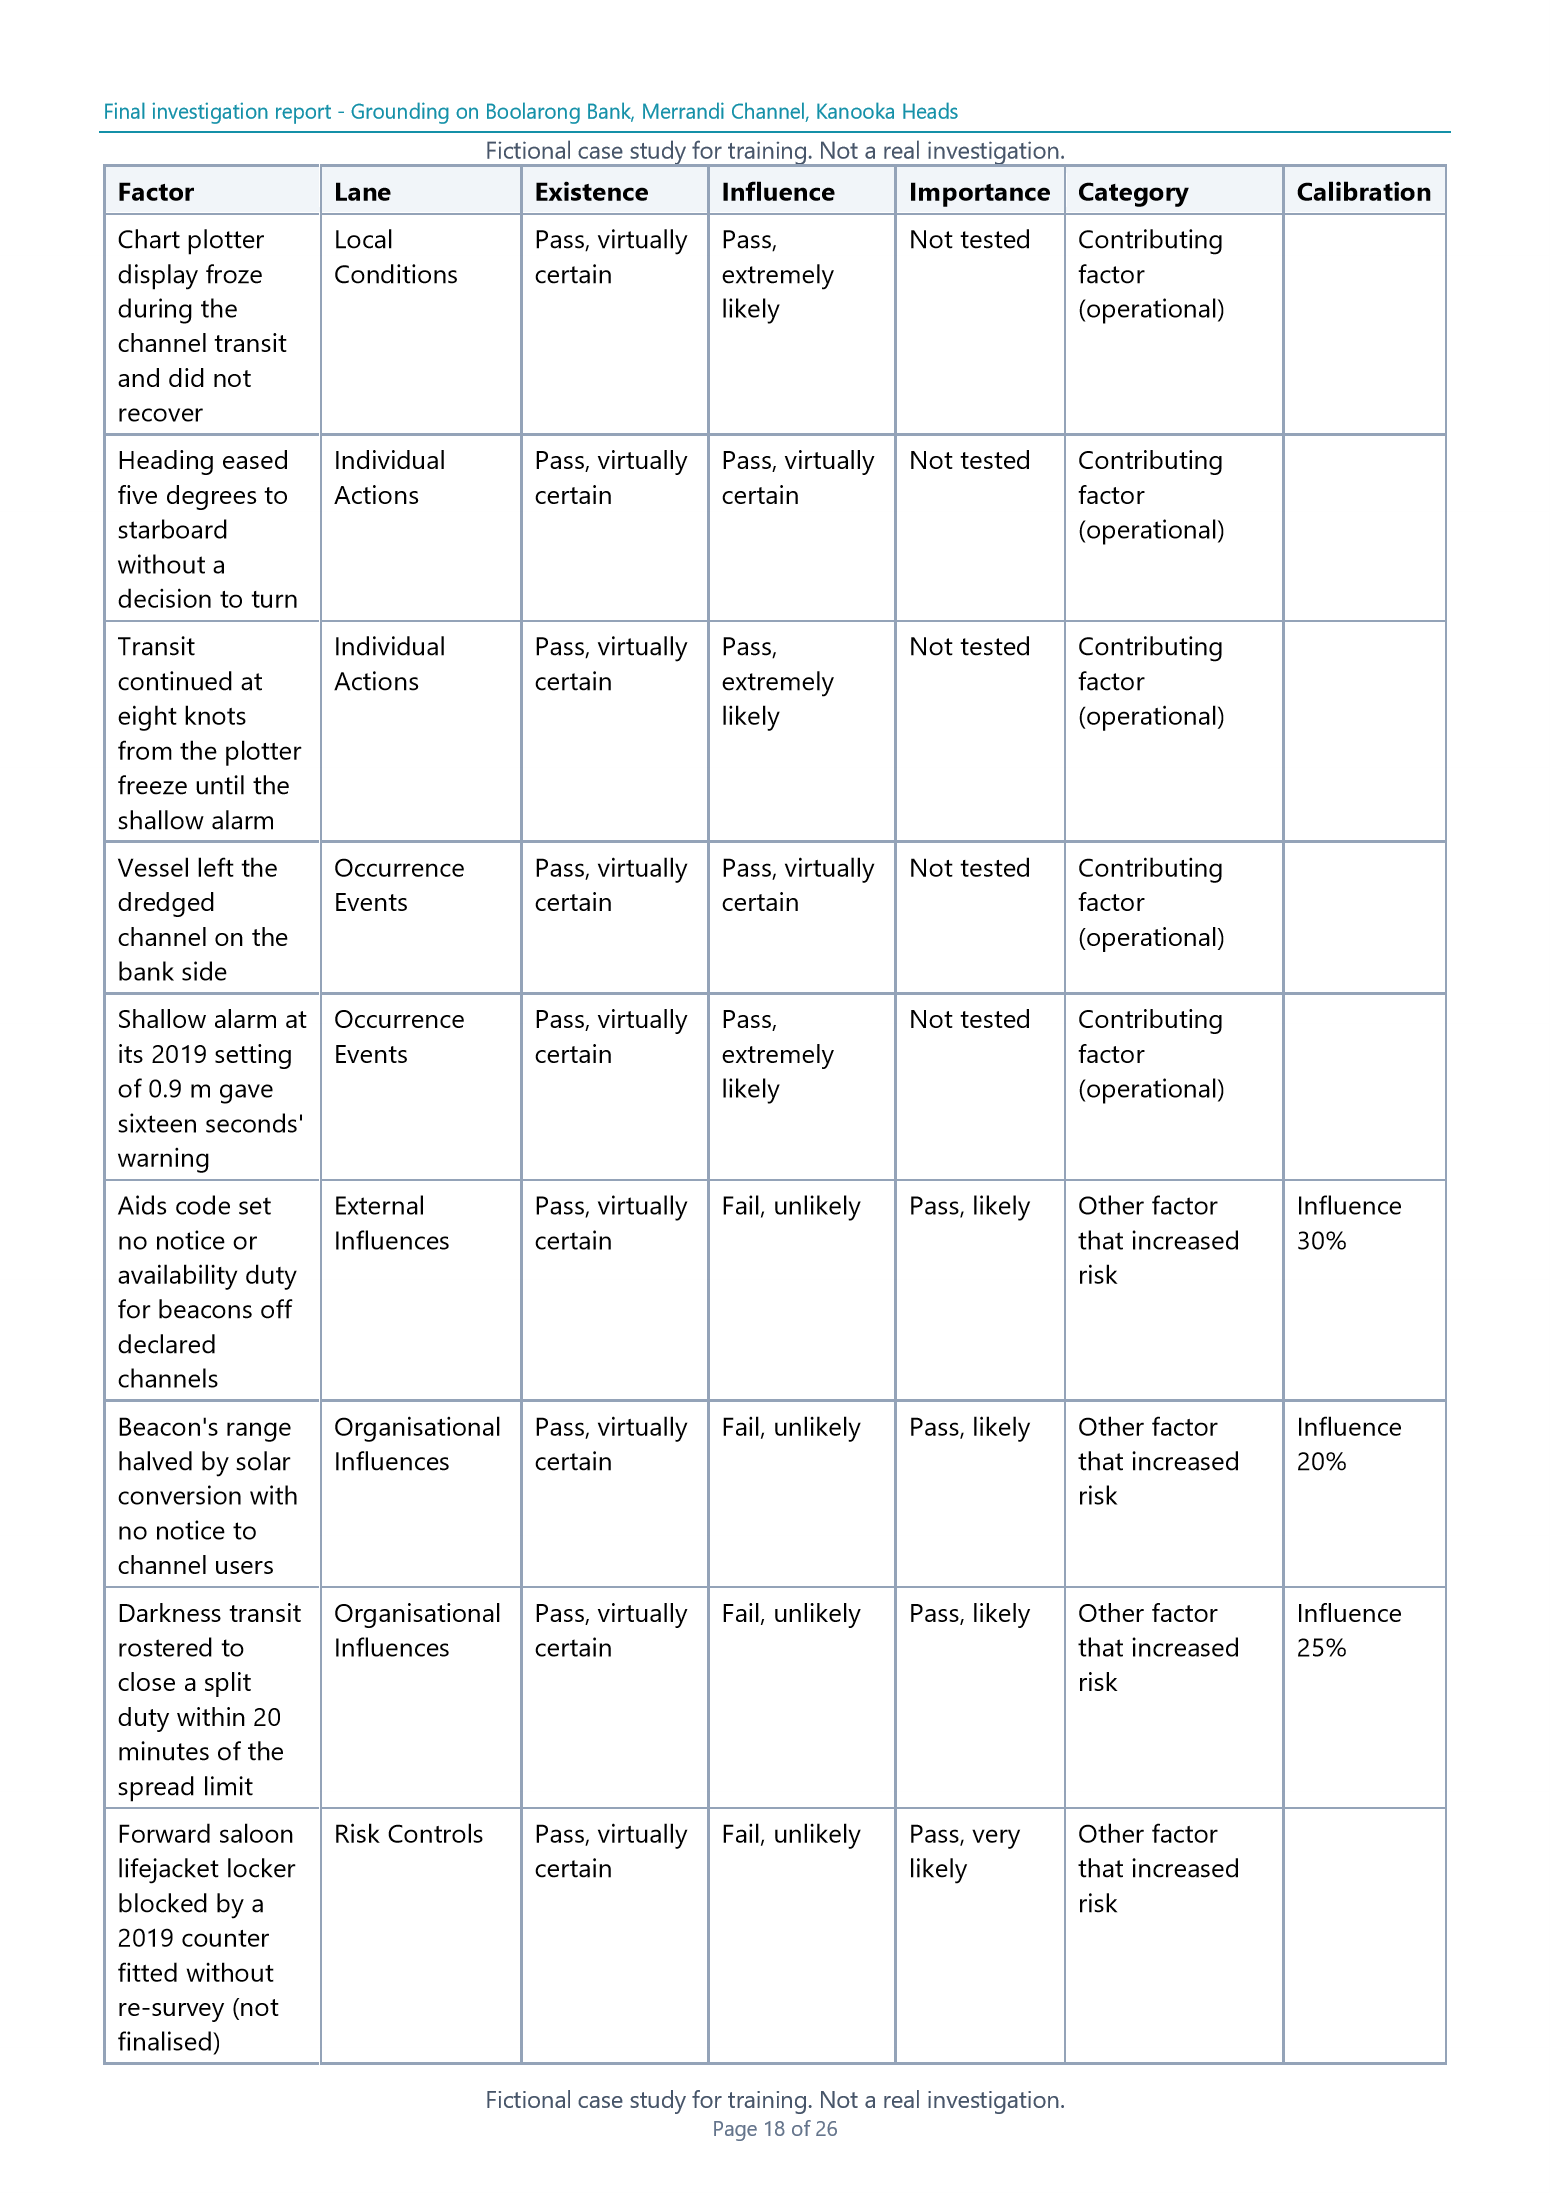 Final investigation report - Grounding on Boolarong Bank, Merrandi Channel, Kanooka Heads
Fictional case study for training. Not a real investigation.
Factor Lane Existence Influence Importance Category Calibration
Chart plotter
display froze
during the
channel transit
and did not
recover
Local
Conditions
Pass, virtually
certain
Pass,
extremely
likely
Not tested
Contributing
factor
(operational)
Heading eased
five degrees to
starboard
without a
decision to turn
Individual
Actions
Pass, virtually
certain
Pass, virtually
certain
Not tested
Contributing
factor
(operational)
Transit
continued at
eight knots
from the plotter
freeze until the
shallow alarm
Individual
Actions
Pass, virtually
certain
Pass,
extremely
likely
Not tested
Contributing
factor
(operational)
Vessel left the
dredged
channel on the
bank side
Occurrence
Events
Pass, virtually
certain
Pass, virtually
certain
Not tested
Contributing
factor
(operational)
Shallow alarm at
its 2019 setting
of 0.9 m gave
sixteen seconds'
warning
Occurrence
Events
Pass, virtually
certain
Pass,
extremely
likely
Not tested
Contributing
factor
(operational)
Aids code set
no notice or
availability duty
for beacons off
declared
channels
External
Influences
Pass, virtually
certain
Fail, unlikely
Pass, likely
Other factor
that increased
risk
Influence
30%
Beacon's range
halved by solar
conversion with
no notice to
channel users
Organisational
Influences
Pass, virtually
certain
Fail, unlikely
Pass, likely
Other factor
that increased
risk
Influence
20%
Darkness transit
rostered to
close a split
duty within 20
minutes of the
spread limit
Organisational
Influences
Pass, virtually
certain
Fail, unlikely
Pass, likely
Other factor
that increased
risk
Influence
25%
Forward saloon
lifejacket locker
blocked by a
2019 counter
fitted without
re-survey (not
finalised)
Risk Controls
Pass, virtually
certain
Fail, unlikely
Pass, very
likely
Other factor
that increased
risk
Fictional case study for training. Not a real investigation.
Page 18 of 26